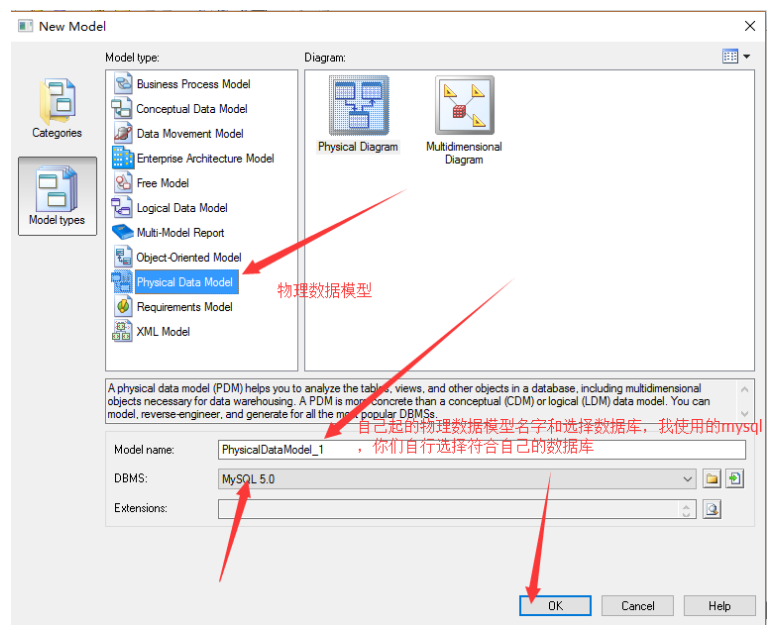 New Model
Model type:
Diagram:
Categories
Model types
Business Process Model
Conceptual Data Model
Data Movement Model
Enterprise Architecture Model
Free Model
Logical Data Model
Multi-Model Report
Object-Oriented Model
Physical Data Model
Requirements Model
XML Model
Physical Diagram
Multidimensional
Diagram
物理数据模型
A physical data model (PDM) helps you to analyze the tables, views, and other objects in a database, including multidimensional
objects necessary for data warehousing. A PDM is more concrete than a conceptual (CDM) or logical (LDM) data model. You can
model, reverse-engineer, and generate for all the most popular DBMSs.
自己起的物理数据模型名字和选择数据库，我使用的mysql
，你们自行选择符合自己的数据库
Model name:
PhysicalDataModel_1
DBMS:
MySQL 5.0
Extensions:
OK
Cancel
Help